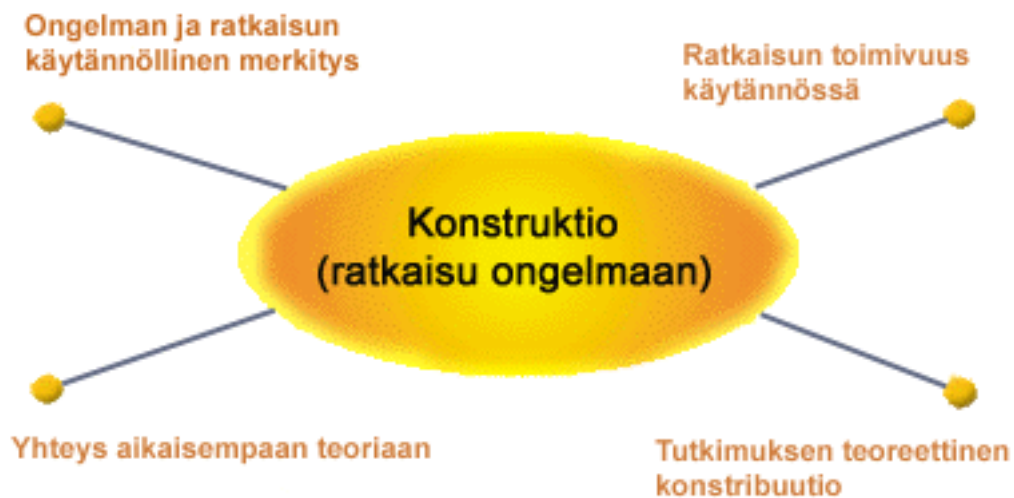 Ongelman ja ratkaisun
käytännöllinen merkitys
Ratkaisun toimivuus
käytännössä
Konstruktio
(ratkaisu ongelmaan)
Yhteys aikaisempaan teoriaan
Tutkimuksen teoreettinen
konstribuutio